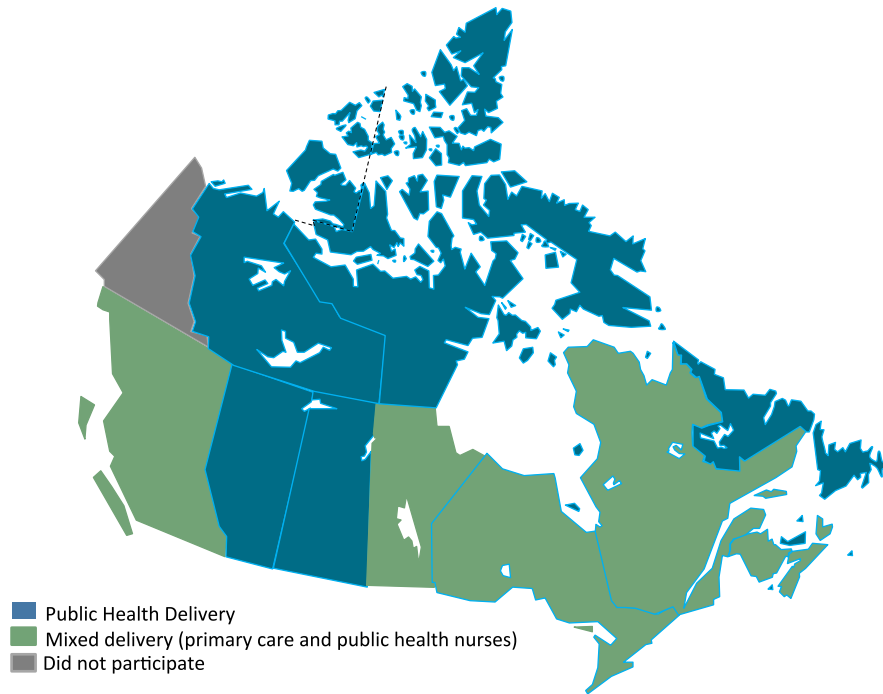 Public Health Delivery
Mixed delivery (primary care and public health nurses)
Did not participate